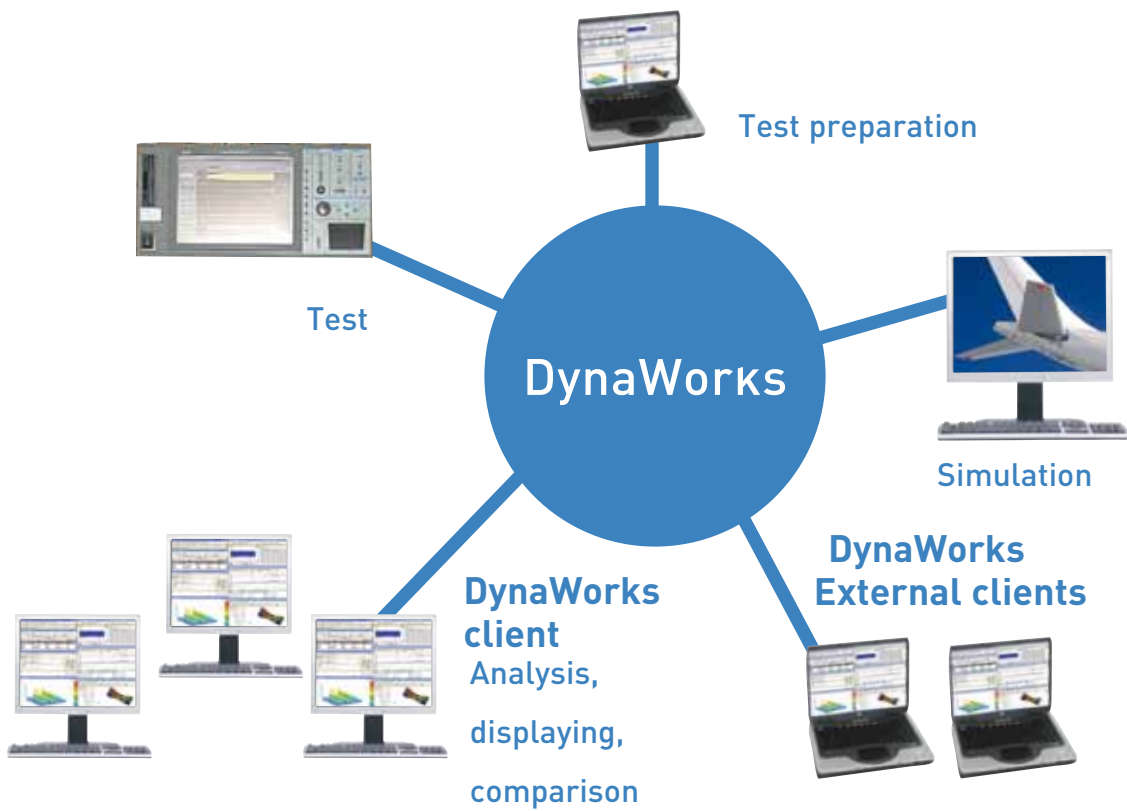 Test preparation
Test
DynaWorks
Simulation
DynaWorks
External clients
DynaWorks
client
Analysis,
displaying,
comparison